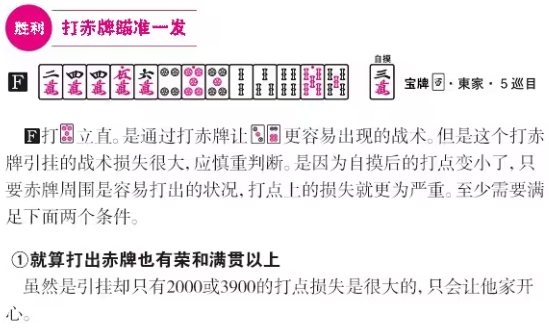 胜利 打赤牌瞄准一发
F 二萬 四萬 四萬 伍萬 六萬 自摸 三萬 宝牌 · 東家 · 5 巡目
F打 立直。是通过打赤牌让 更容易出现的战术。但是这个打赤
牌引挂的战术损失很大，应慎重判断。是因为自摸后的打点变小了，只
要赤牌周围是容易打出的状况，打点上的损失就更为严重。至少需要满
足下面两个条件。
①就算打出赤牌也有荣和满贯以上
虽然是引挂却只有2000或3900的打点损失是很大的，只会让他家开
心。